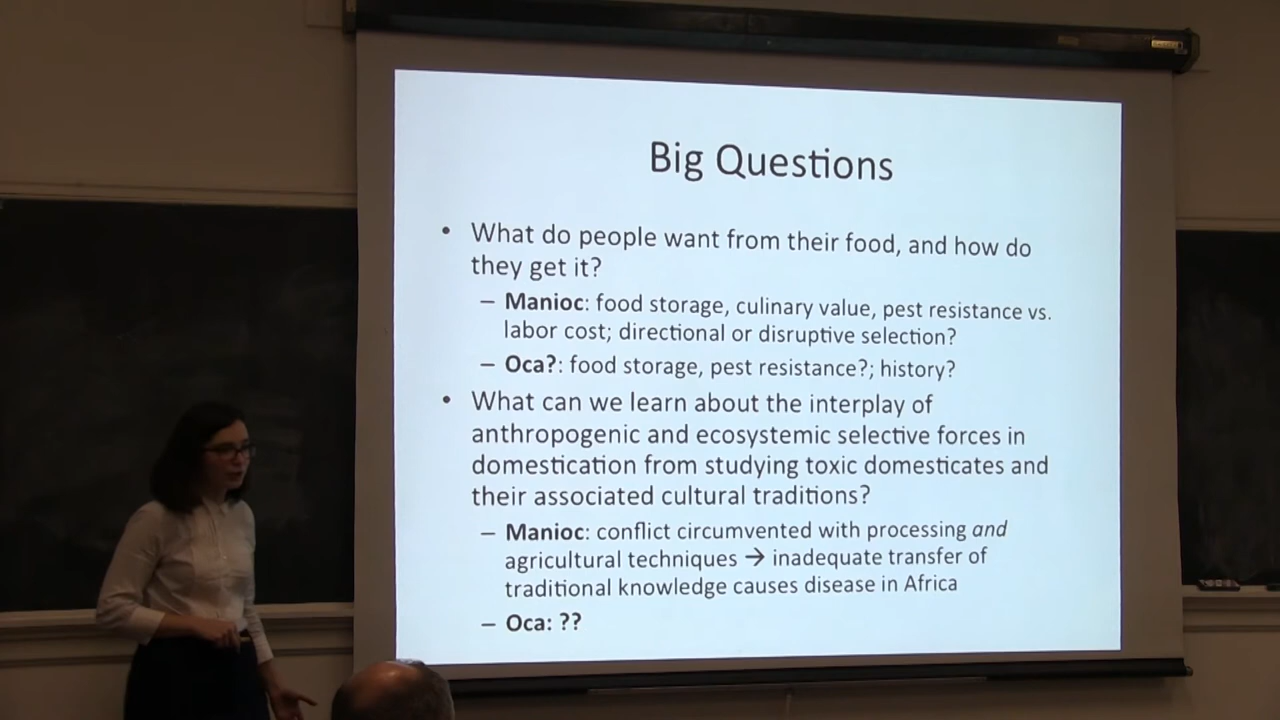 Big Questions
• What do people want from their food, and how do
they get it?
– Manioc: food storage, culinary value, pest resistance vs.
labor cost; directional or disruptive selection?
– Oca?: food storage, pest resistance?; history?
• What can we learn about the interplay of
anthropogenic and ecosystemic selective forces in
domestication from studying toxic domesticates and
their associated cultural traditions?
– Manioc: conflict circumvented with processing and
agricultural techniques → inadequate transfer of
traditional knowledge causes disease in Africa
– Oca: ??